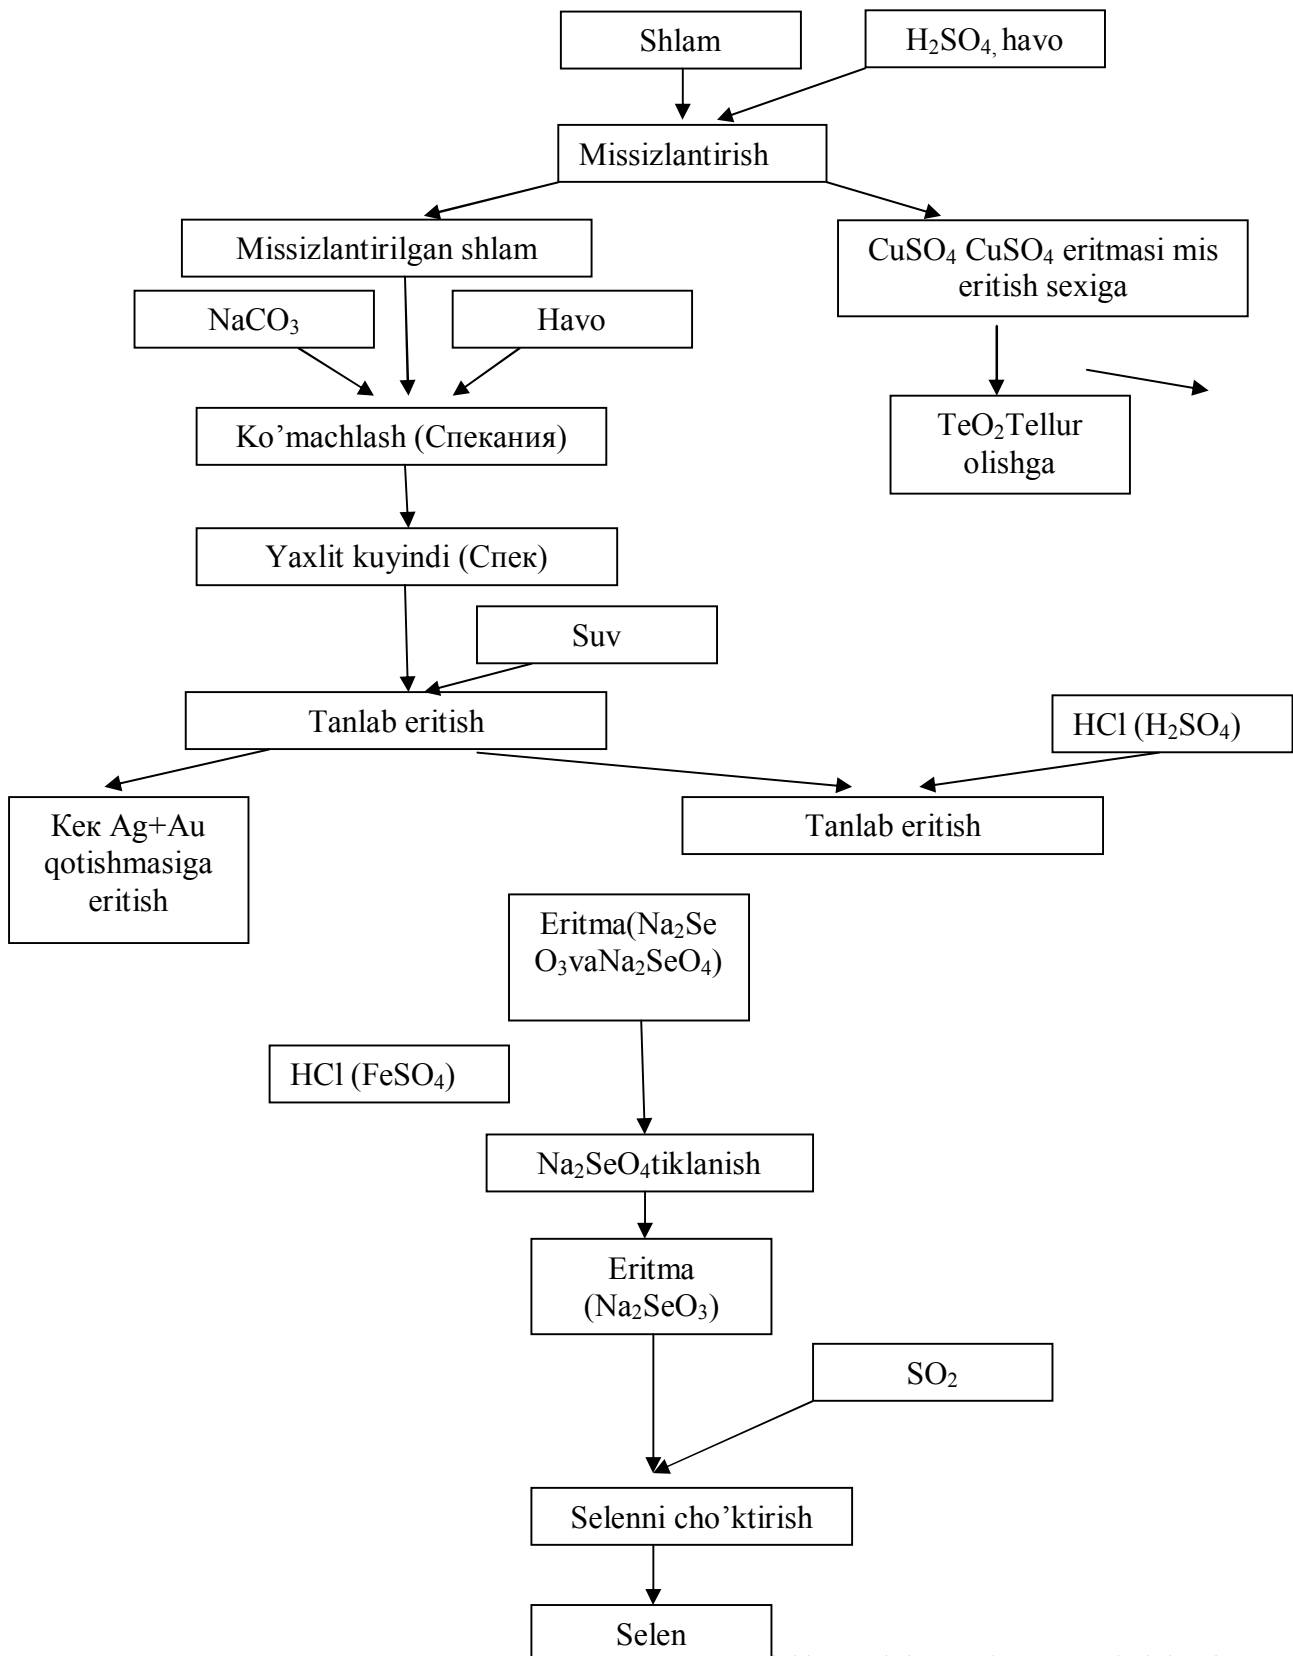 Shlam
H₂SO₄, havo
Missizlantirish
Missizlantirilgan shlam
CuSO₄ CuSO₄ eritmasi mis
eritish sexiga
NaCO₃
Havo
Ko’machlash (Спекания)
TeO₂Tellur
olishga
Yaxlit kuyindi (Спек)
Suv
Tanlab eritish
HCl (H₂SO₄)
Кек Ag+Au
qotishmasiga
eritish
Tanlab eritish
Eritma(Na₂Se
O₃vaNa₂SeO₄)
HCl (FeSO₄)
Na₂SeO₄tiklanish
Eritma
(Na₂SeO₃)
SO₂
Selenni cho’ktirish
Selen